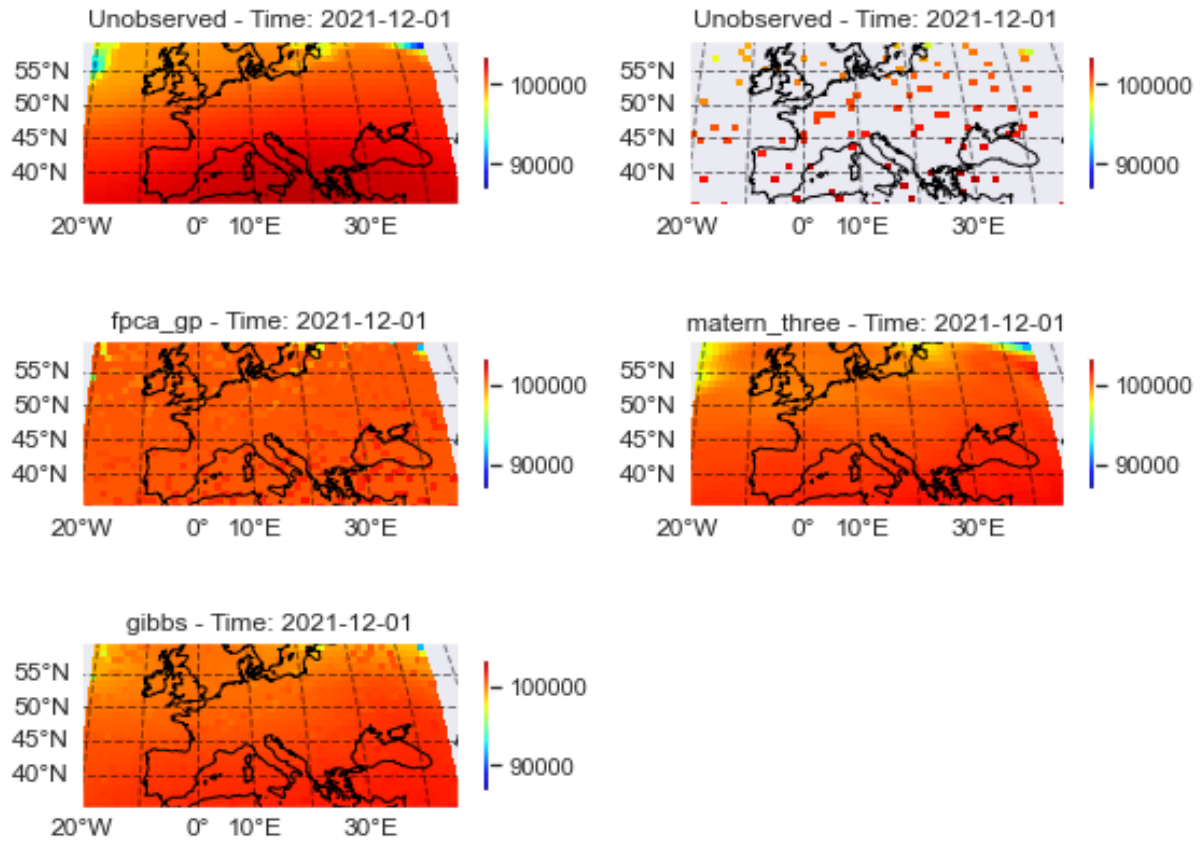 Unobserved - Time: 2021-12-01
55°N
50°N
45°N
40°N
20°W 0° 10°E 30°E
100000
90000
Unobserved - Time: 2021-12-01
55°N
50°N
45°N
40°N
20°W 0° 10°E 30°E
100000
90000
fpca_gp - Time: 2021-12-01
55°N
50°N
45°N
40°N
20°W 0° 10°E 30°E
100000
90000
matern_three - Time: 2021-12-01
55°N
50°N
45°N
40°N
20°W 0° 10°E 30°E
100000
90000
gibbs - Time: 2021-12-01
55°N
50°N
45°N
40°N
20°W 0° 10°E 30°E
100000
90000